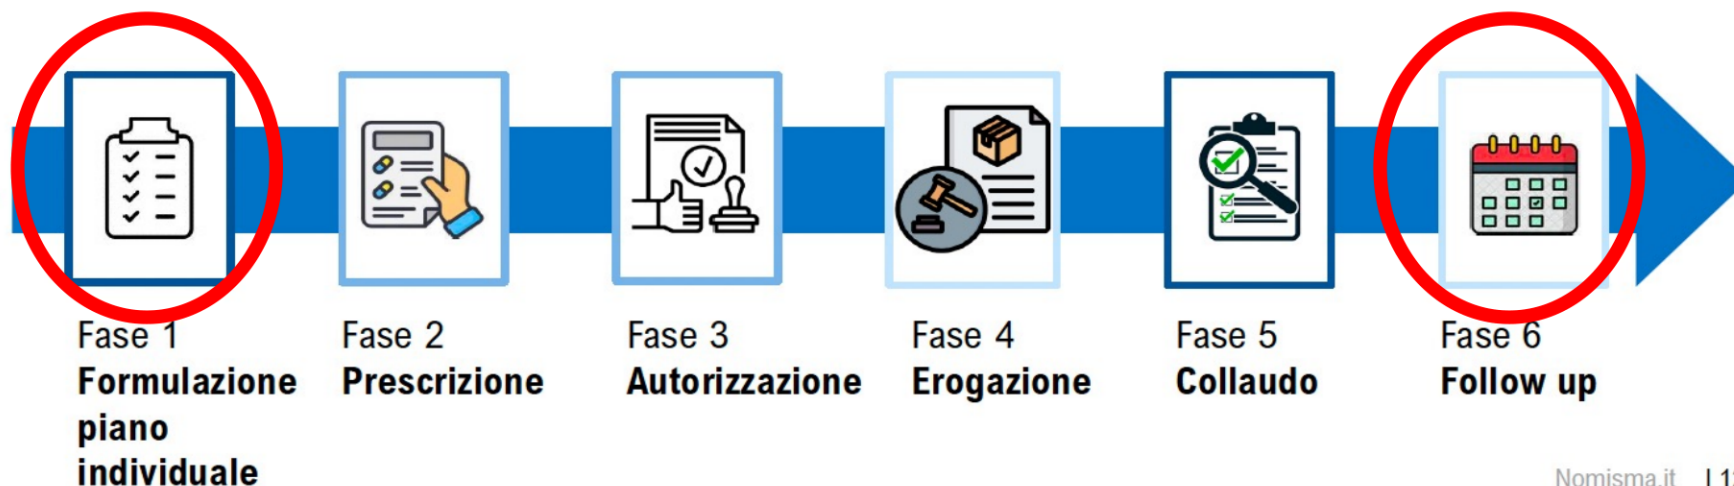 Fase 1
Formulazione
piano
individuale
Fase 2
Prescrizione
Fase 3
Autorizzazione
Fase 4
Erogazione
Fase 5
Collaudo
Fase 6
Follow up
Nomisma.it